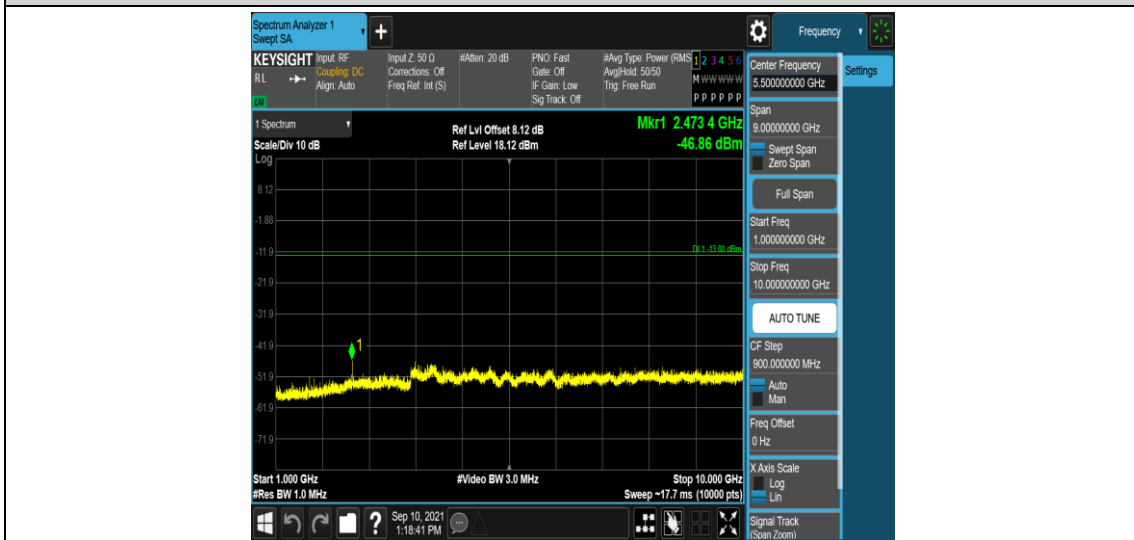 Spectrum Analyzer 1
Swept SA
+
Frequency
KEYSIGHT
RL
Input: RF
Coupling: DC
Align: Auto
Input Z: 50 Ω
Corrections: Off
Freq Ref: Int (S)
#Atten: 20 dB
PNO: Fast
Gate: Off
IF Gain: Low
Sig Track: Off
#Avg Type: Power (RMS
Avg|Hold: 50/50
Trig: Free Run
1 2 3 4 5 6
M W W W W W
P P P P P P
1 Spectrum
Scale/Div 10 dB
Ref Lvl Offset 8.12 dB
Ref Level 18.12 dBm
Mkr1 2.473 4 GHz
-46.86 dBm
Log
8.12
-1.88
-11.9
DL1 -13.00 dBm
-21.9
-31.9
-41.9
1
-51.9
-61.9
-71.9
Start 1.000 GHz
#Video BW 3.0 MHz
Stop 10.000 GHz
#Res BW 1.0 MHz
Sweep ~17.7 ms (10000 pts)
?
Sep 10, 2021
1:18:41 PM
Center Frequency
5.500000000 GHz
Settings
Span
9.00000000 GHz
Swept Span
Zero Span
Full Span
Start Freq
1.000000000 GHz
Stop Freq
10.000000000 GHz
AUTO TUNE
CF Step
900.000000 MHz
Auto
Man
Freq Offset
0 Hz
X Axis Scale
Log
Lin
Signal Track
(Span Zoom)